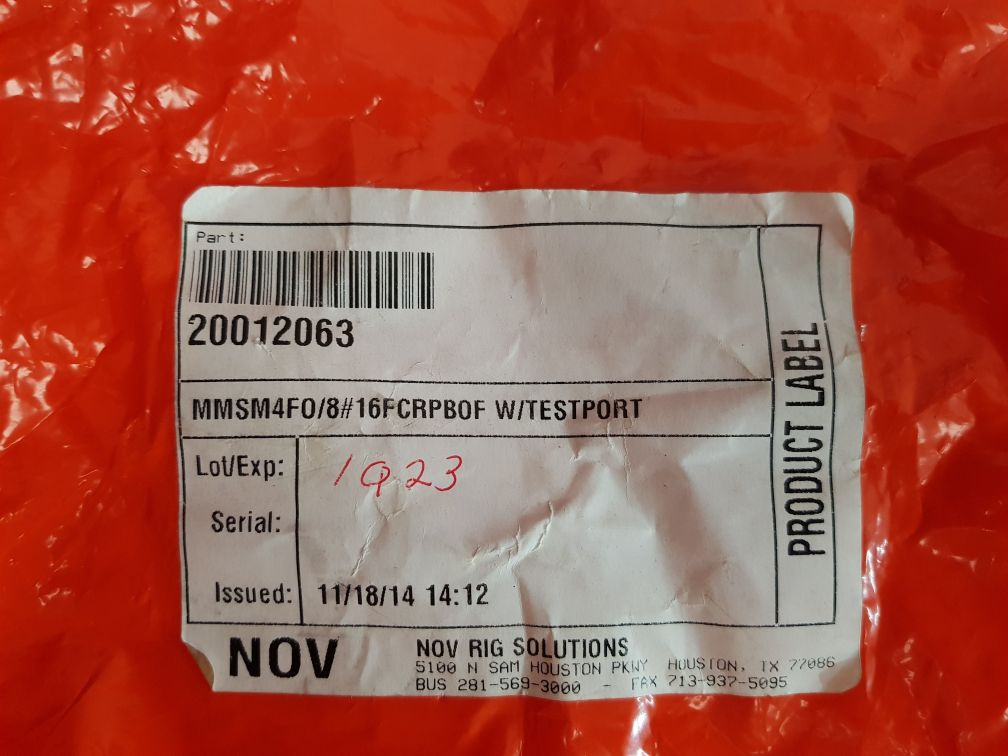 Part:
20012063
MMSM4FO/8#16FCRPBOF W/TESTPORT
Lot/Exp: 1Q23
Serial:
Issued: 11/18/14 14:12
PRODUCT LABEL
NOV
NOV RIG SOLUTIONS
5100 N SAM HOUSTON PKWY HOUSTON, TX 77086
BUS 281-569-3000 - FAX 713-937-5095